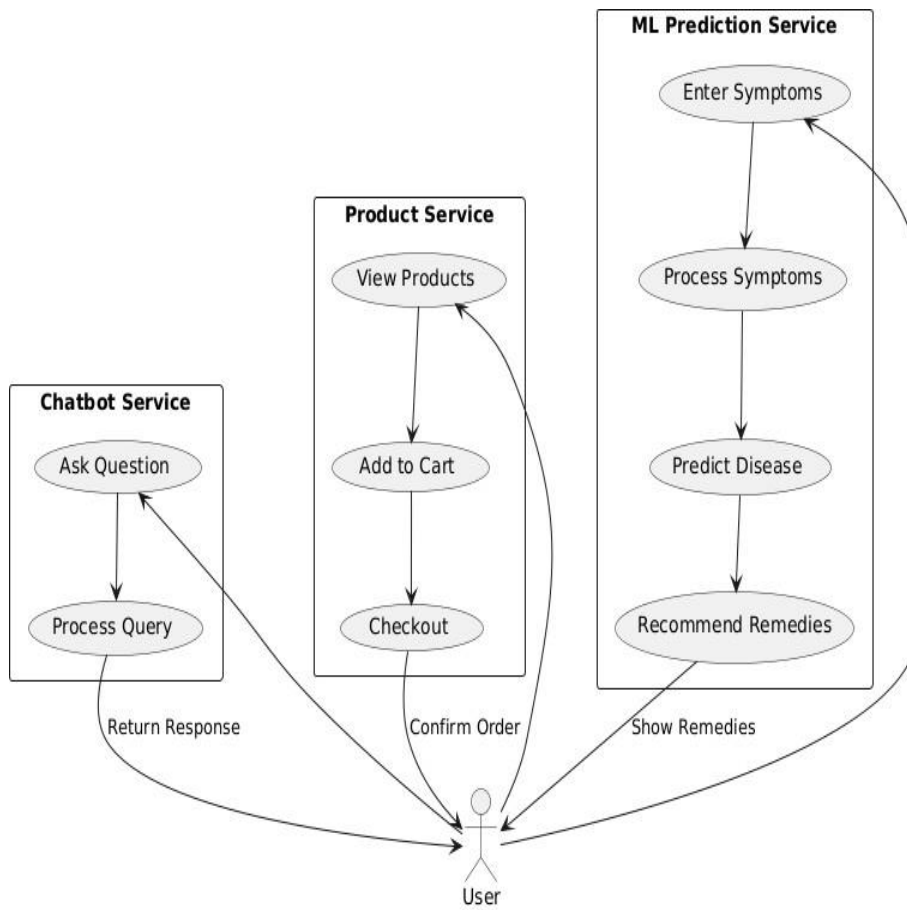 ML Prediction Service
Enter Symptoms
Process Symptoms
Predict Disease
Recommend Remedies
Show Remedies
Product Service
View Products
Add to Cart
Checkout
Confirm Order
Chatbot Service
Ask Question
Process Query
Return Response
User